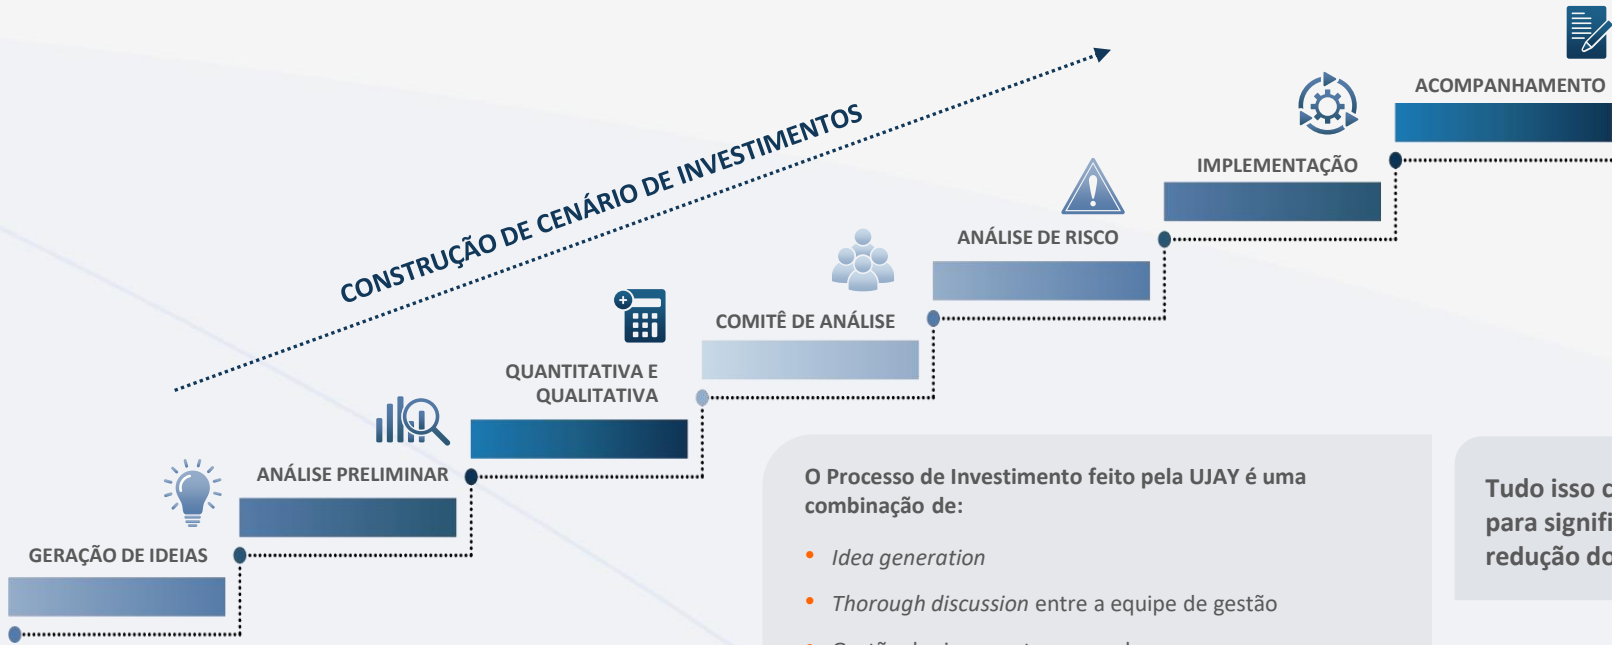 ACOMPANHAMENTO
CONSTRUÇÃO DE CENÁRIO DE INVESTIMENTOS
IMPLEMENTAÇÃO
ANÁLISE DE RISCO
COMITÊ DE ANÁLISE
QUANTITATIVA E
QUALITATIVA
ANÁLISE PRELIMINAR
GERAÇÃO DE IDEIAS
O Processo de Investimento feito pela UJAY é uma
combinação de:
• Idea generation
• Thorough discussion entre a equipe de gestão
Tudo isso
para
redução